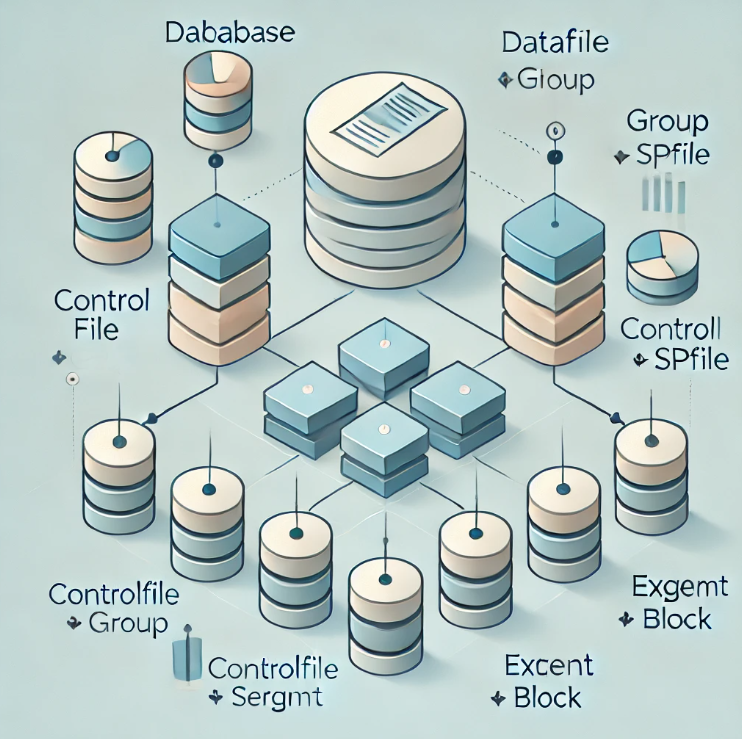 Dababase
Datafile
Group
Group
SPfile
Control
File
Controll
SPfile
Controlfile
Group
Controlfile
Sergmt
Exgemt
Block
Excent
Block